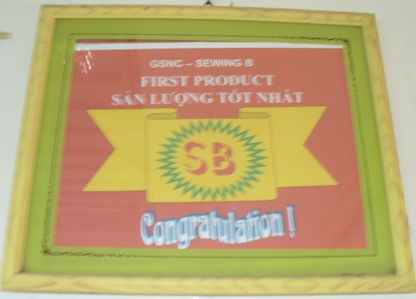 GSNC – SEWING B
FIRST PRODUCT
SẢN LƯỢNG TỐT NHẤT
SB
Congratulation !